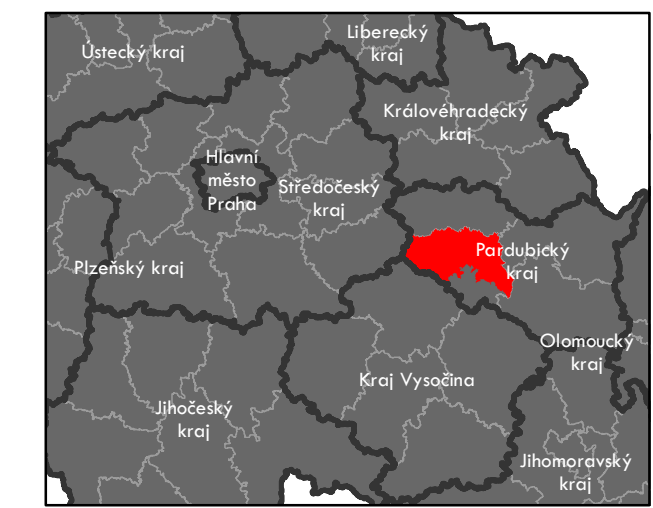 Liberecký
kraj
Ústecký kraj
Královéhradecký
kraj
Hlavní
město
Praha
Středočeský
kraj
Pardubický
kraj
Plzeňský kraj
Olomoucký
kraj
Kraj Vysočina
Jihočeský
kraj
Jihomoravský
kraj